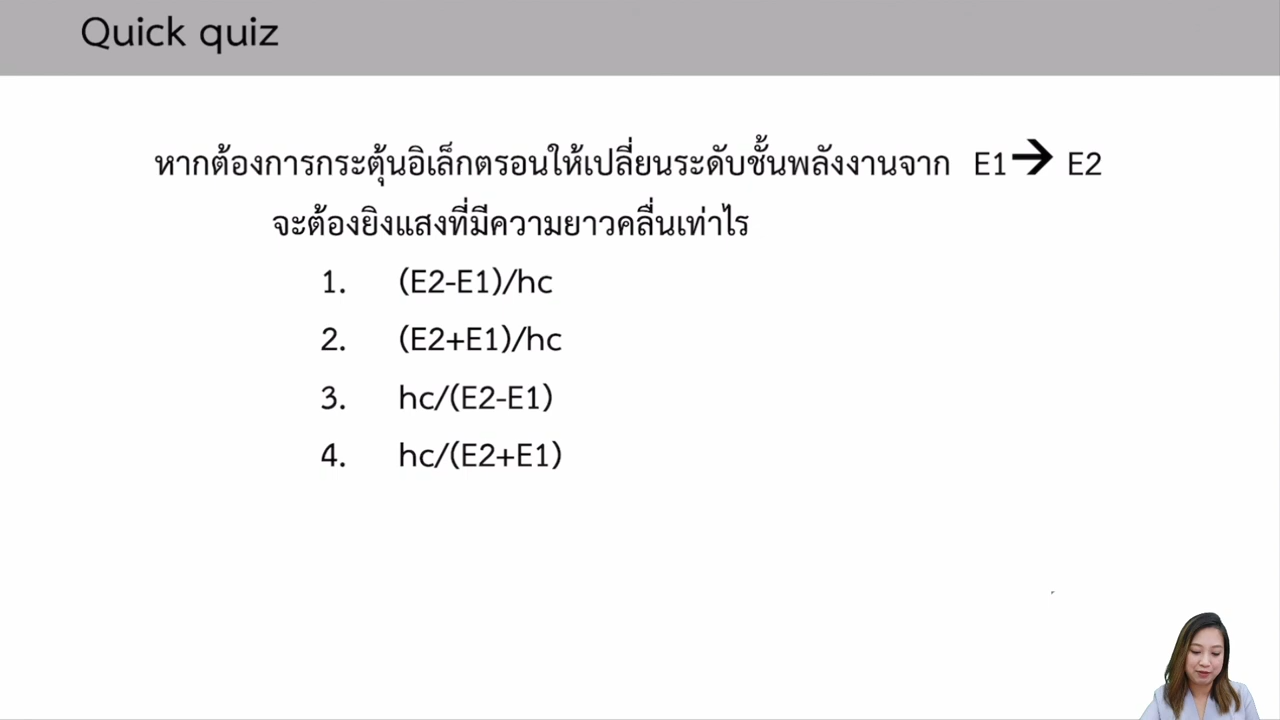 Quick quiz
หากต้องการกระตุ้นอิเล็กตรอนให้เปลี่ยนระดับชั้นพลังงานจาก E1➔ E2
จะต้องยิงแสงที่มีความยาวคลื่นเท่าไร
1. (E2-E1)/hc
2. (E2+E1)/hc
3. hc/(E2-E1)
4. hc/(E2+E1)